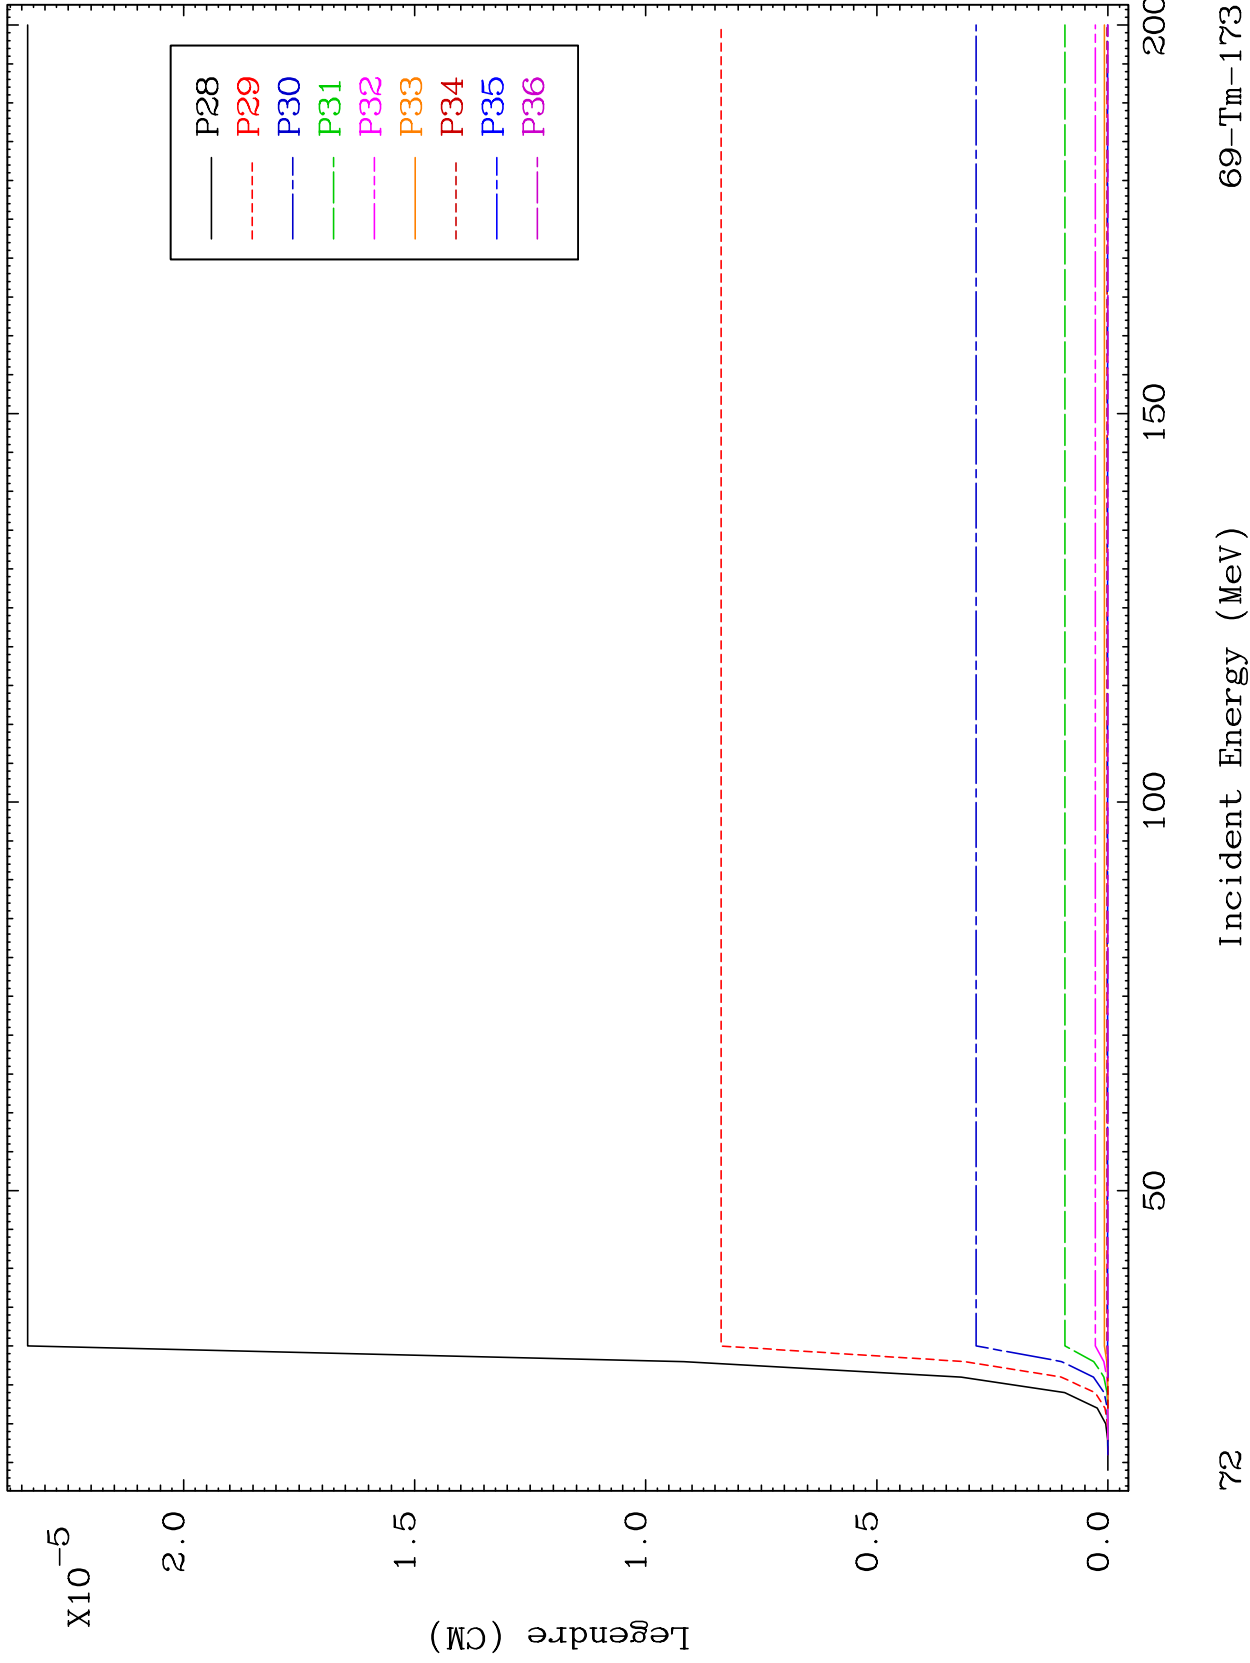 X10-5
2.0
1.5
1.0
0.5
0.0
Legendre (CM)
P28
P29
P30
P31
P32
P33
P34
P35
P36
50
100
150
200
72
Incident Energy (MeV)
69-Tm-173